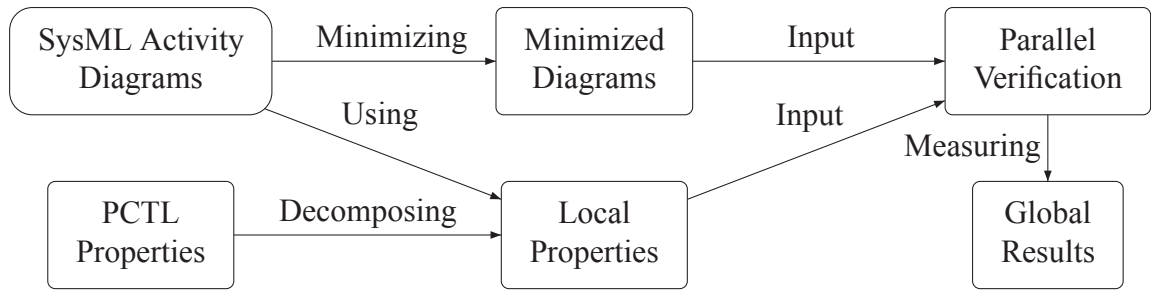 SysML Activity
Diagrams
Minimizing
Minimized
Diagrams
Input
Parallel
Verification
Using
Input
Measuring
PCTL
Properties
Decomposing
Local
Properties
Global
Results